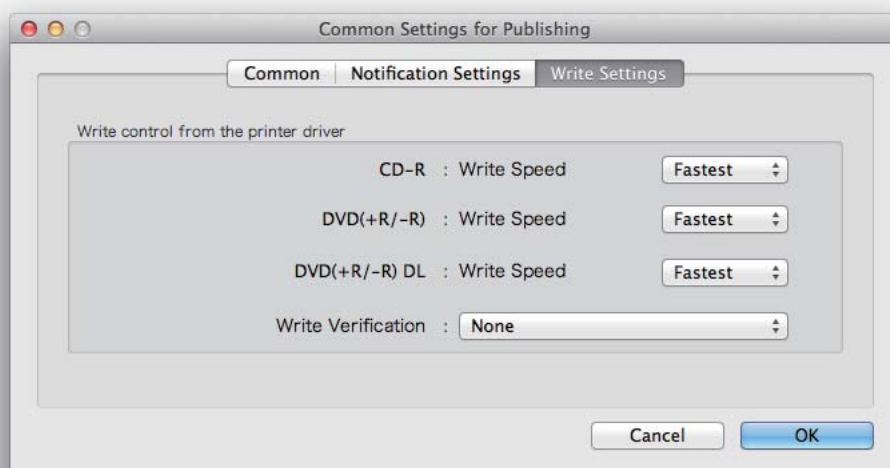 Common Settings for Publishing
Common Notification Settings Write Settings
Write control from the printer driver
CD-R : Write Speed Fastest
DVD(+R/-R) : Write Speed Fastest
DVD(+R/-R) DL : Write Speed Fastest
Write Verification : None
Cancel OK